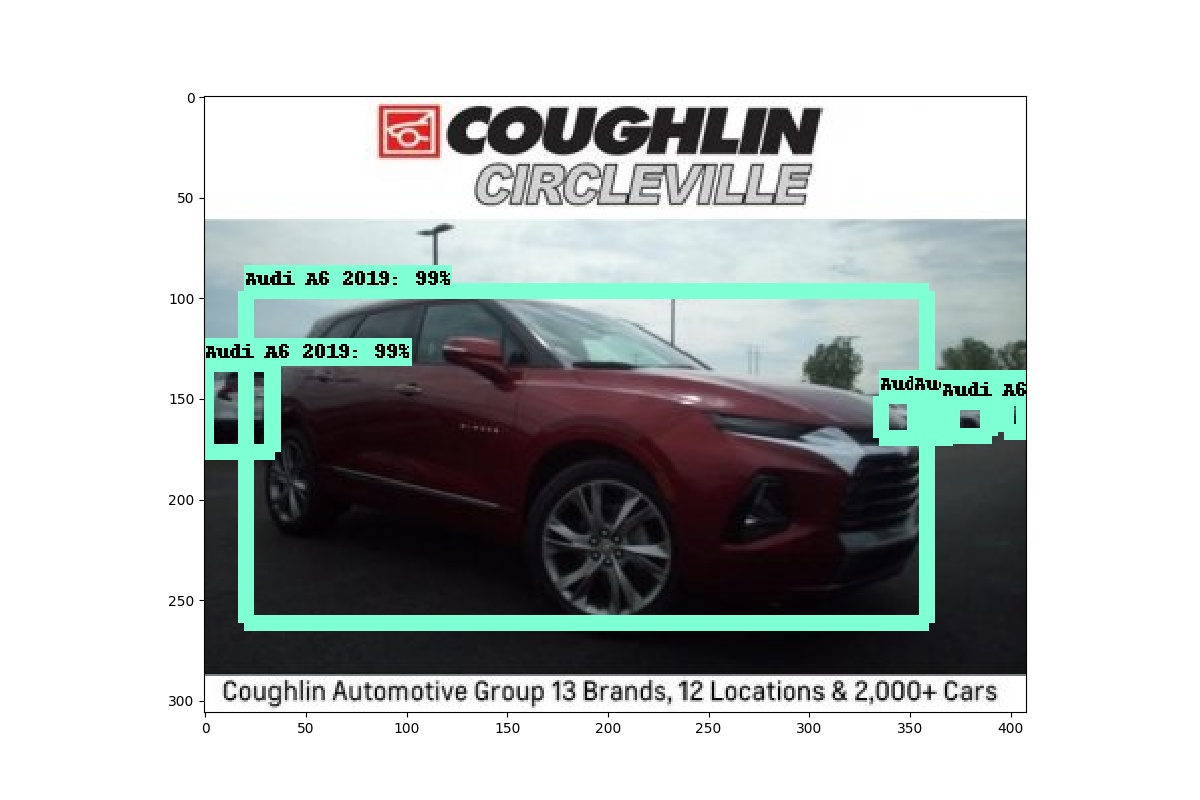 COUGHLIN
CIRCLEVILLE
Audi A6 2019: 99%
Audi A6 2019: 99%
Aud
Au
Audi A6
Coughlin Automotive Group 13 Brands, 12 Locations & 2,000+ Cars
0
50
100
150
200
250
300
0
50
100
150
200
250
300
350
400